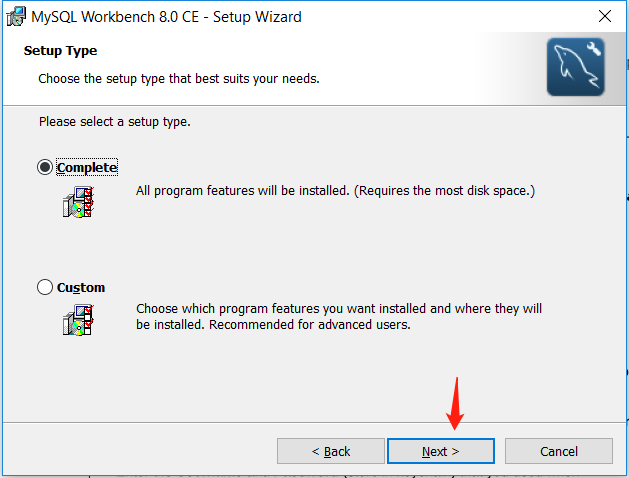 MySQL Workbench 8.0 CE - Setup Wizard
Setup Type
Choose the setup type that best suits your needs.
Please select a setup type.
Complete
All program features will be installed. (Requires the most disk space.)
Custom
Choose which program features you want installed and where they will
be installed. Recommended for advanced users.
< Back
Next >
Cancel